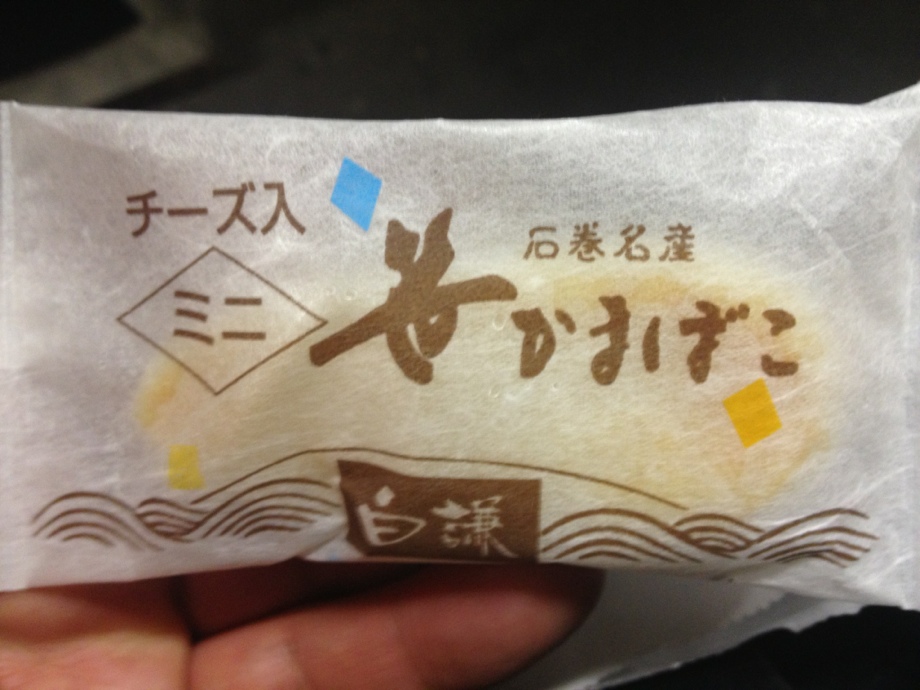 チーズ入
ミニ
石巻名産
笹かまぼこ
白謙